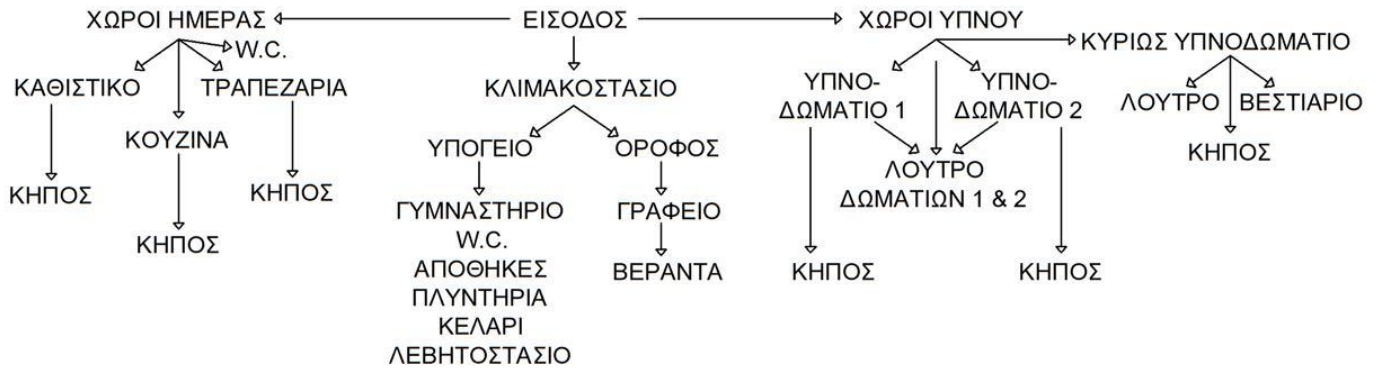 ΧΩΡΟΙ ΗΜΕΡΑΣ
ΕΙΣΟΔΟΣ
ΧΩΡΟΙ ΥΠΝΟΥ
W.C.
ΚΥΡΙΩΣ ΥΠΝΟΔΩΜΑΤΙΟ
ΚΑΘΙΣΤΙΚΟ
ΤΡΑΠΕΖΑΡΙΑ
ΚΛΙΜΑΚΟΣΤΑΣΙΟ
ΥΠΝΟ-
ΔΩΜΑΤΙΟ 1
ΥΠΝΟ-
ΔΩΜΑΤΙΟ 2
ΛΟΥΤΡΟ
ΒΕΣΤΙΑΡΙΟ
ΚΟΥΖΙΝΑ
ΥΠΟΓΕΙΟ
ΟΡΟΦΟΣ
ΚΗΠΟΣ
ΛΟΥΤΡΟ
ΔΩΜΑΤΙΩΝ 1 & 2
ΚΗΠΟΣ
ΚΗΠΟΣ
ΚΗΠΟΣ
ΓΥΜΝΑΣΤΗΡΙΟ
W.C.
ΑΠΟΘΗΚΕΣ
ΠΛΥΝΤΗΡΙΑ
ΚΕΛΑΡΙ
ΛΕΒΗΤΟΣΤΑΣΙΟ
ΓΡΑΦΕΙΟ
ΒΕΡΑΝΤΑ
ΚΗΠΟΣ
ΚΗΠΟΣ